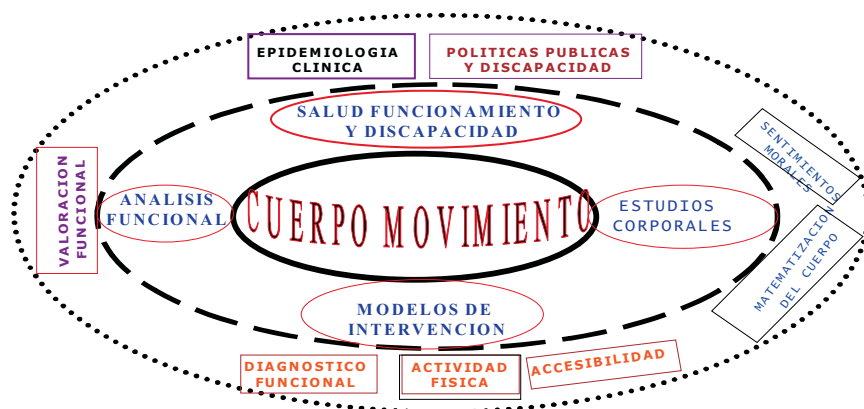 EPIDEMIOLOGIA
CLINICA
POLITICAS PUBLICAS
Y DISCAPACIDAD
SALUD FUNCIONAMIENTO
Y DISCAPACIDAD
SENTIMIENTOS
MORALES
VALORACION
FUNCIONAL
ANALISIS
FUNCIONAL
CUERPO MOVIMIENTO
ESTUDIOS
CORPORALES
MATEMATIZACION
DEL CUERPO
MODELOS DE
INTERVENCION
DIAGNOSTICO
FUNCIONAL
ACTIVIDAD
FISICA
ACCESIBILIDAD